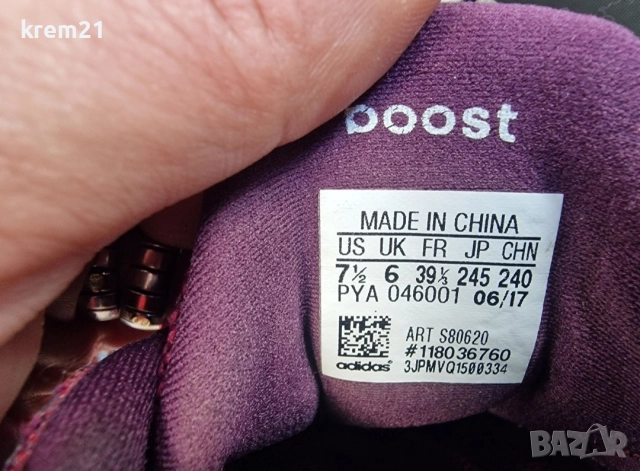 krem21
boost
MADE IN CHINA
US UK FR JP CHN
7½ 6 39⅓ 245 240
PYA 046001 06/17
ART S80620
#118036760
adidas® 3JPMVQ1500334
BAZAR